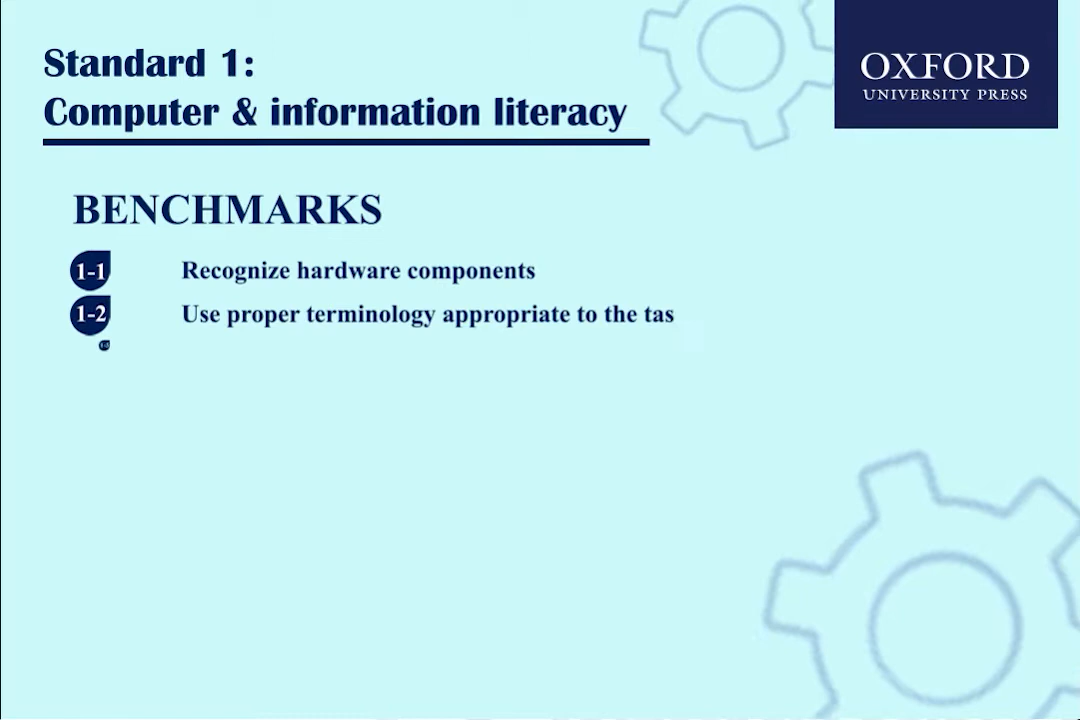 Standard 1:
Computer & information literacy
OXFORD
UNIVERSITY PRESS
BENCHMARKS
1-1 Recognize hardware components
1-2 Use proper terminology appropriate to the tas